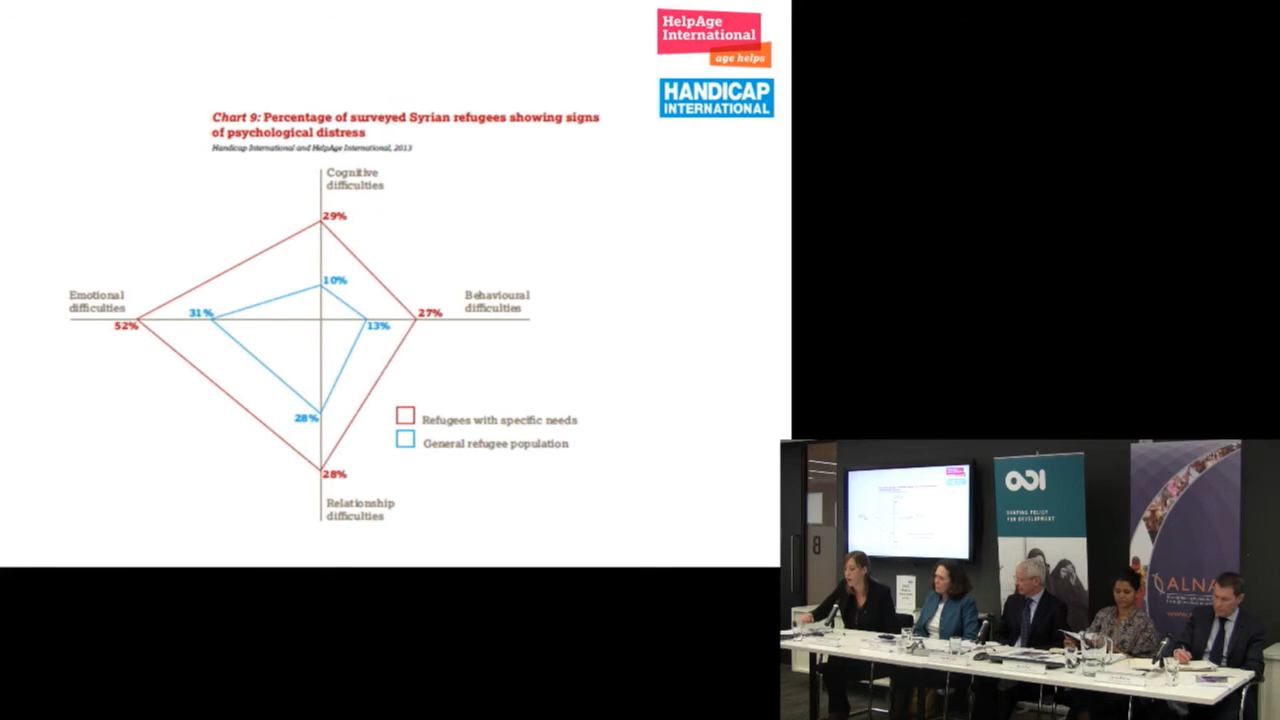 HelpAge
International
age helps
HANDICAP
INTERNATIONAL
Chart 9: Percentage of surveyed Syrian refugees showing signs
of psychological distress
Handicap International and HelpAge International, 2013
Cognitive
difficulties
29%
10%
Emotional
difficulties
31%
52%
Behavioural
difficulties
27%
13%
28%
28%
Refugees with specific needs
General refugee population
Relationship
difficulties
ODI
SHAPING POLICY
FOR DEVELOPMENT
B
ALNA